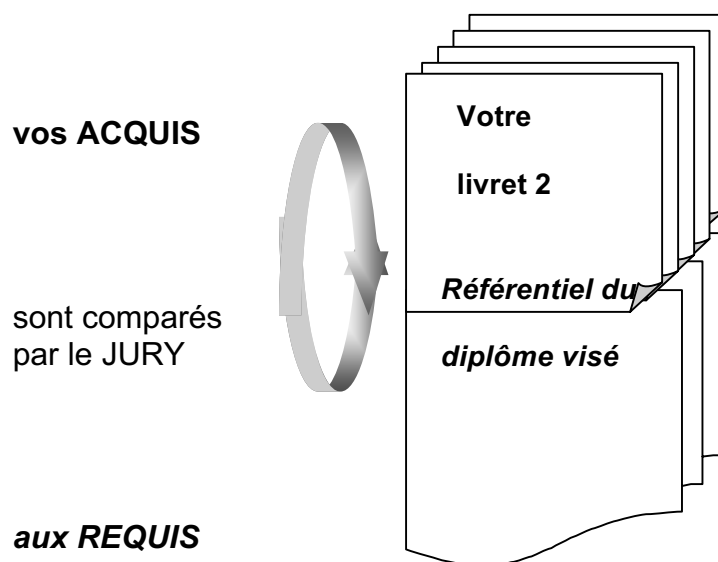 vos ACQUIS
Votre
livret 2
sont comparés
par le JURY
Référentiel du
diplôme visé
aux REQUIS